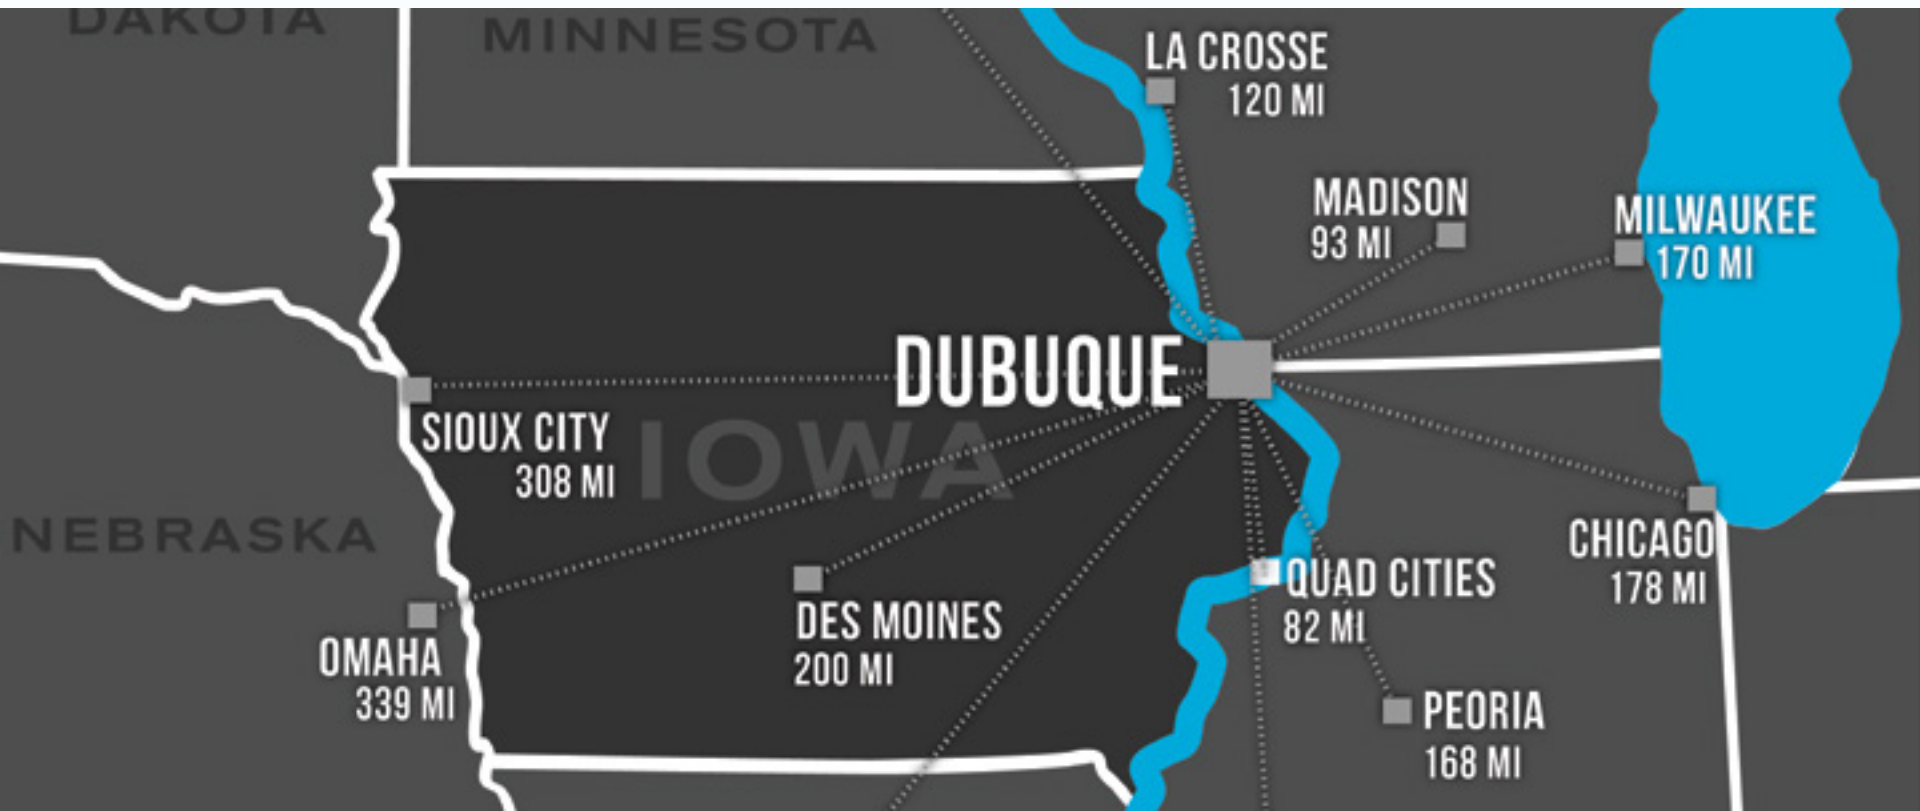 DAKOTA
MINNESOTA
LA CROSSE
120 MI
MADISON
93 MI
MILWAUKEE
170 MI
DUBUQUE
SIOUX CITY
308 MI
IOWA
NEBRASKA
CHICAGO
178 MI
QUAD CITIES
82 MI
DES MOINES
200 MI
OMAHA
339 MI
PEORIA
168 MI